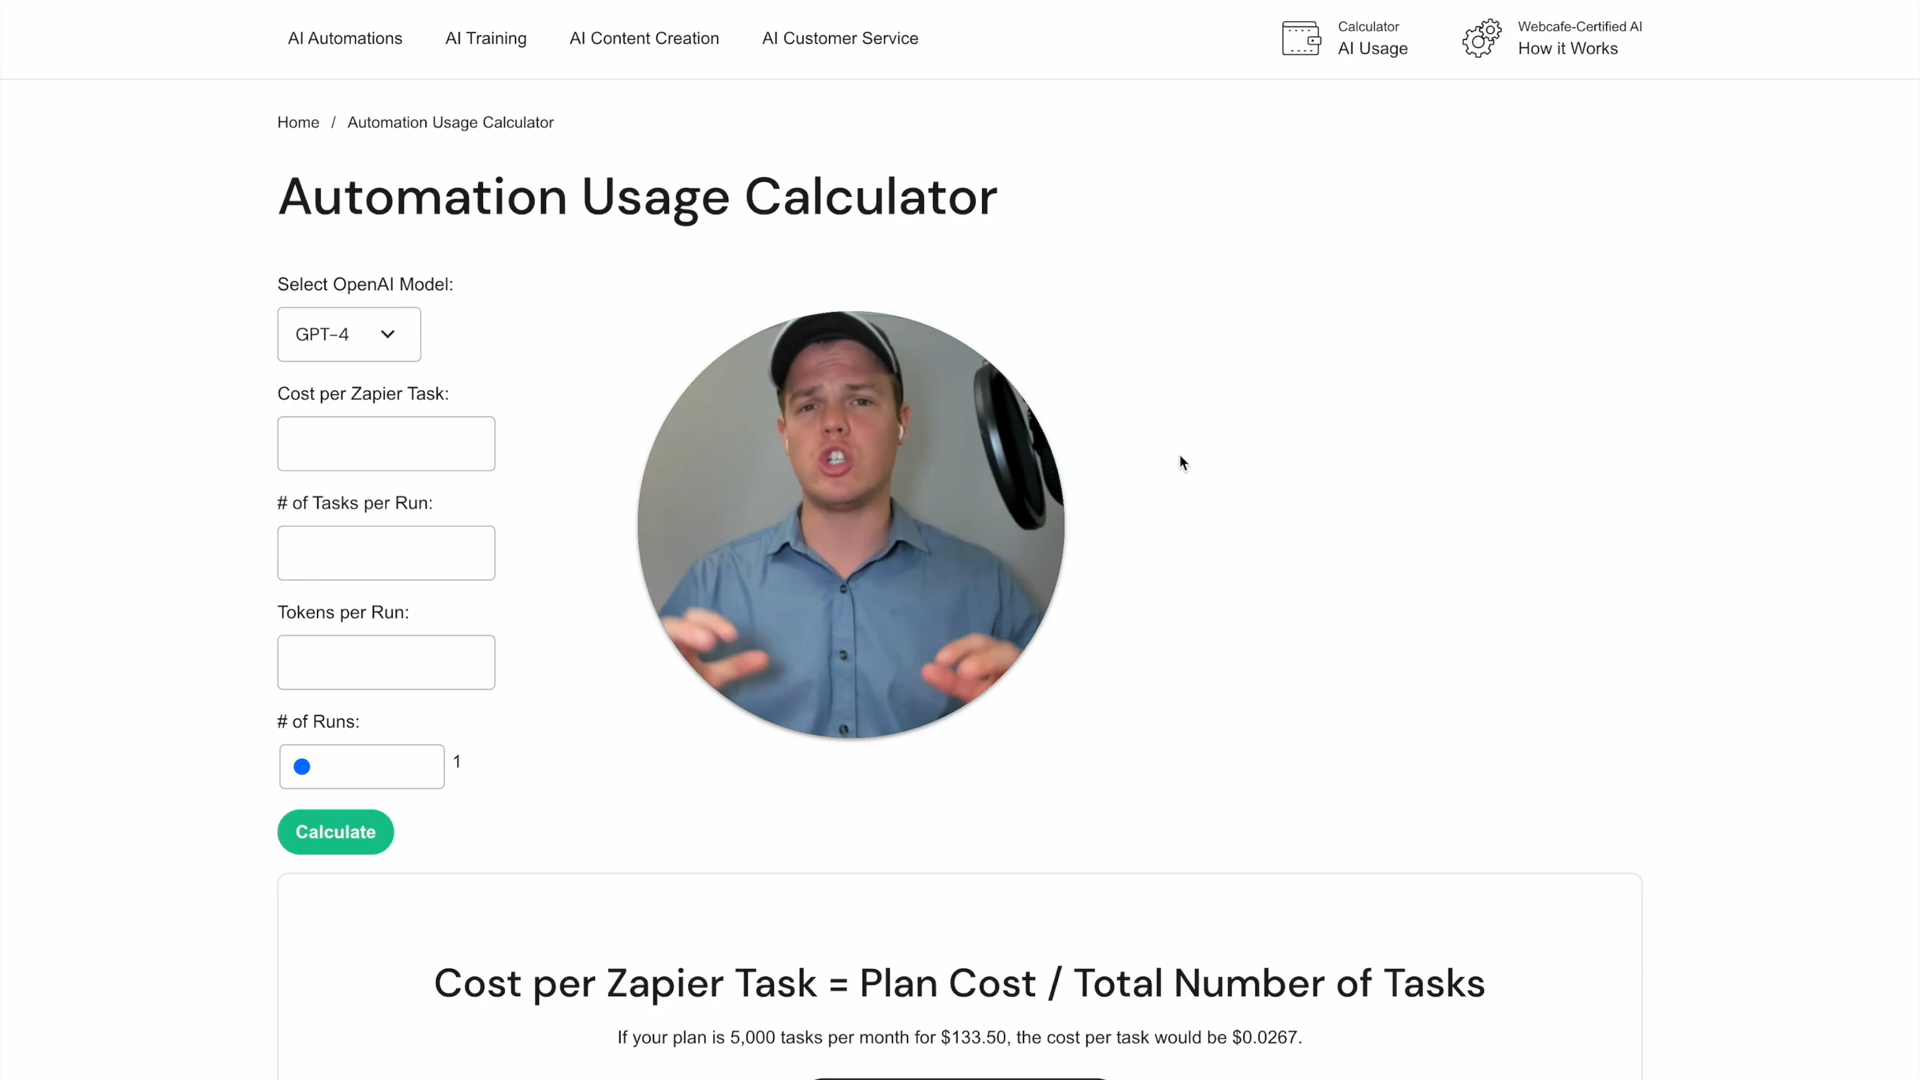 AI Automations
AI Training
AI Content Creation
AI Customer Service
Calculator
AI Usage
Webcafe-Certified AI
How it Works
Home / Automation Usage Calculator
Automation Usage Calculator
Select OpenAI Model:
GPT-4
Cost per Zapier Task:
# of Tasks per Run:
Tokens per Run:
# of Runs:
1
Calculate
Cost per Zapier Task = Plan Cost / Total Number of Tasks
If your plan is 5,000 tasks per month for $133.50, the cost per task would be $0.0267.